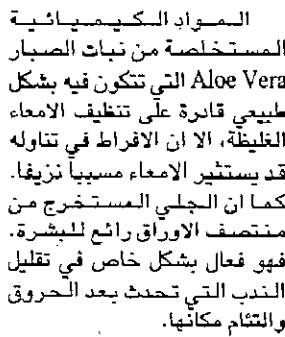 المواد الكيميائية
المستخلصة من نبات الصبار
Aloe Vera التي تتكون فيه بشكل
طبيعي قادرة على تنظيف الامعاء
الغليظة، الا ان الافراط في تناوله
قد يستثير الامعاء مسبباً نزيفا.
كما ان الجلي المستخرج من
منتصف الاوراق رائع للبشرة.
فهو فعال بشكل خاص في تقليل
الندب التي تحدث بعد الحروق
والتئام مكانها.